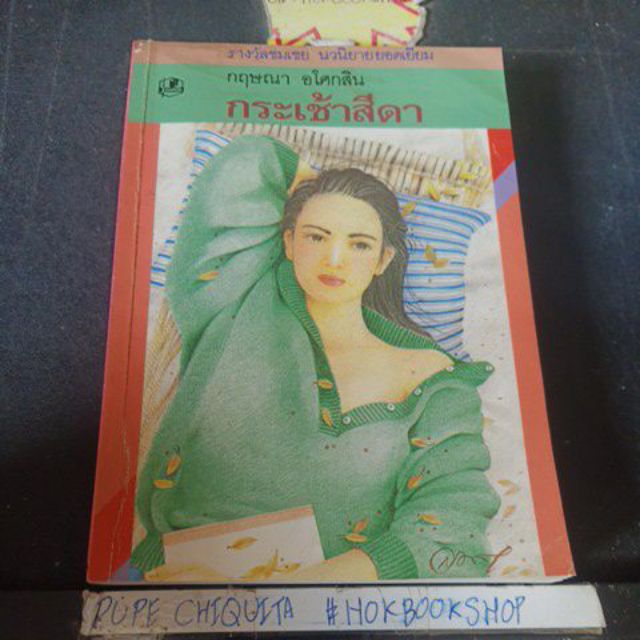 รางวัลชมเชย นวนิยายยอดเยี่ยม
กฤษณา อโศกสิน
กระเช้าสีดา
PUPE CHIQUITA #HOKBOOKSHOP